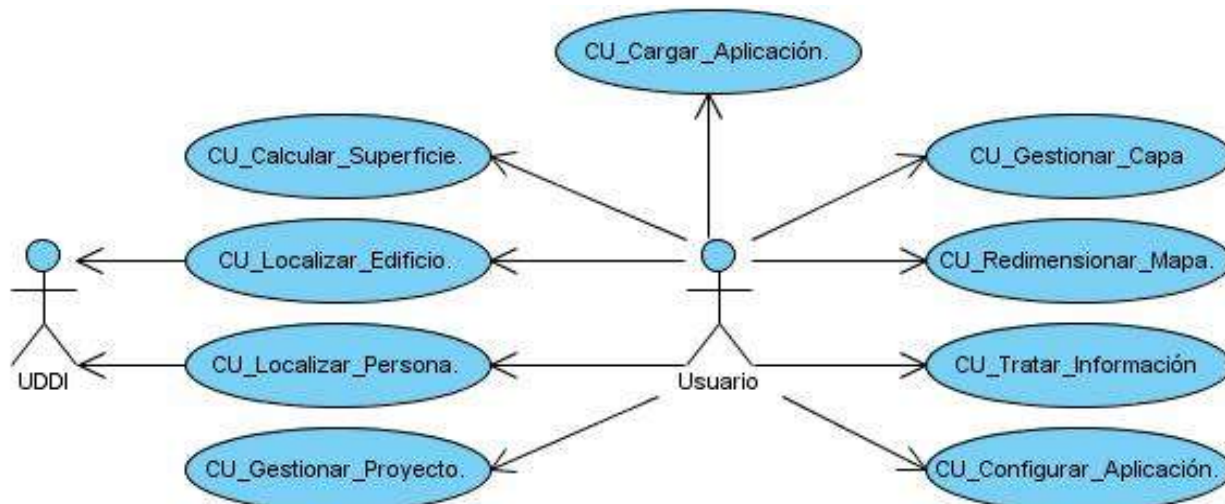 CU_Cargar_Aplicación.
CU_Calcular_Superficie.
CU_Gestionar_Capa
CU_Localizar_Edificio.
CU_Redimensionar_Mapa.
CU_Localizar_Persona.
CU_Tratar_Información
UDDI
Usuario
CU_Gestionar_Proyecto.
CU_Configurar_Aplicación.